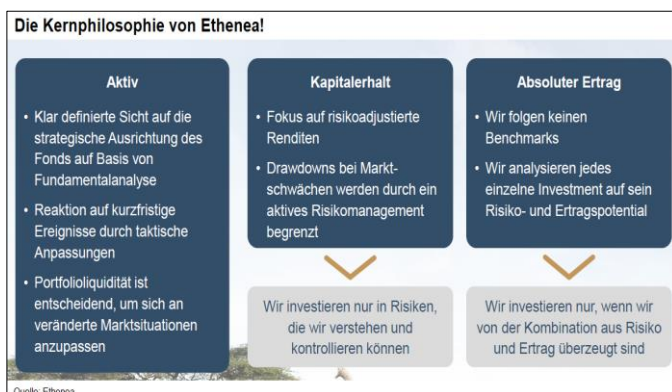 Die Kernphilosophie von Ethenea!
Aktiv
• Klar definierte Sicht auf die
strategische Ausrichtung des
Fonds auf Basis von
Fundamentalanalyse
• Reaktion auf kurzfristige
Ereignisse durch taktische
Anpassungen
• Portfolioliquidität ist
entscheidend, um sich an
veränderte Marktsituationen
anzupassen
Kapitalerhalt
• Fokus auf risikoadjustierte
Renditen
• Drawdowns bei Markt-
schwächen werden durch ein
aktives Risikomanagement
begrenzt
Wir investieren nur in Risiken,
die wir verstehen und
kontrollieren können
Absoluter Ertrag
• Wir folgen keinen
Benchmarks
• Wir analysieren jedes
einzelne Investment auf sein
Risiko- und Ertragspotential
Wir investieren nur, wenn wir
von der Kombination aus Risiko
und Ertrag überzeugt sind
Quelle: Ethenea